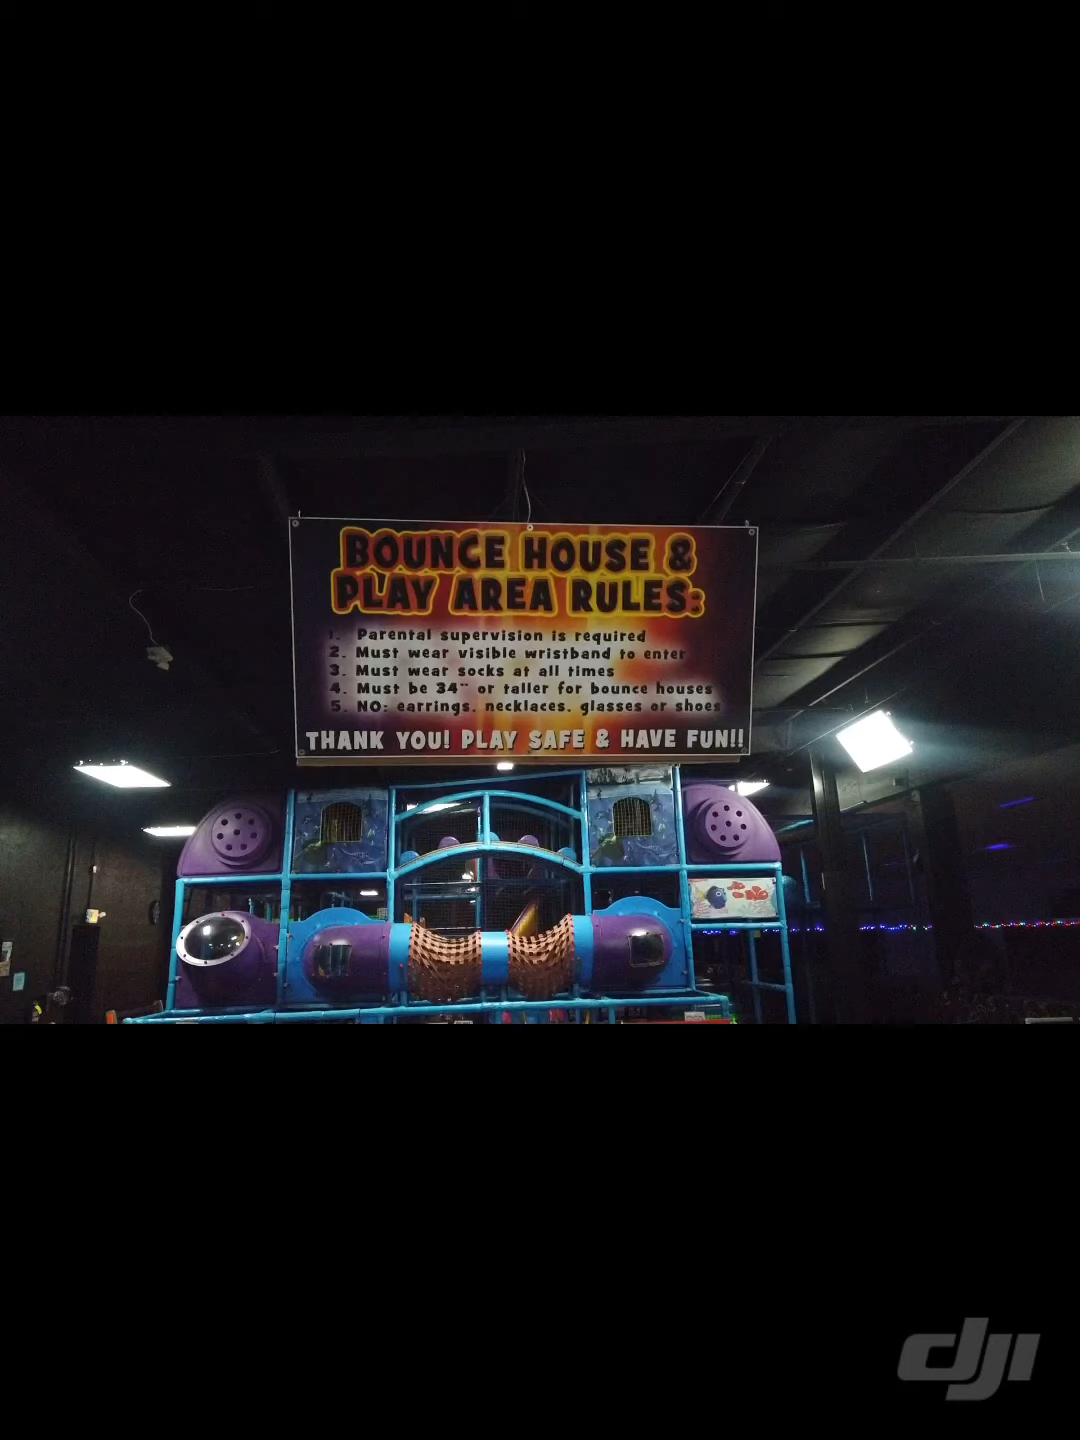 BOUNCE HOUSE &
PLAY AREA RULES:
1. Parental supervision is required
2. Must wear visible wristband to enter
3. Must wear socks at all times
4. Must be 34" or taller for bounce houses
5. NO: earrings, necklaces, glasses or shoes
THANK YOU! PLAY SAFE & HAVE FUN!!
dji